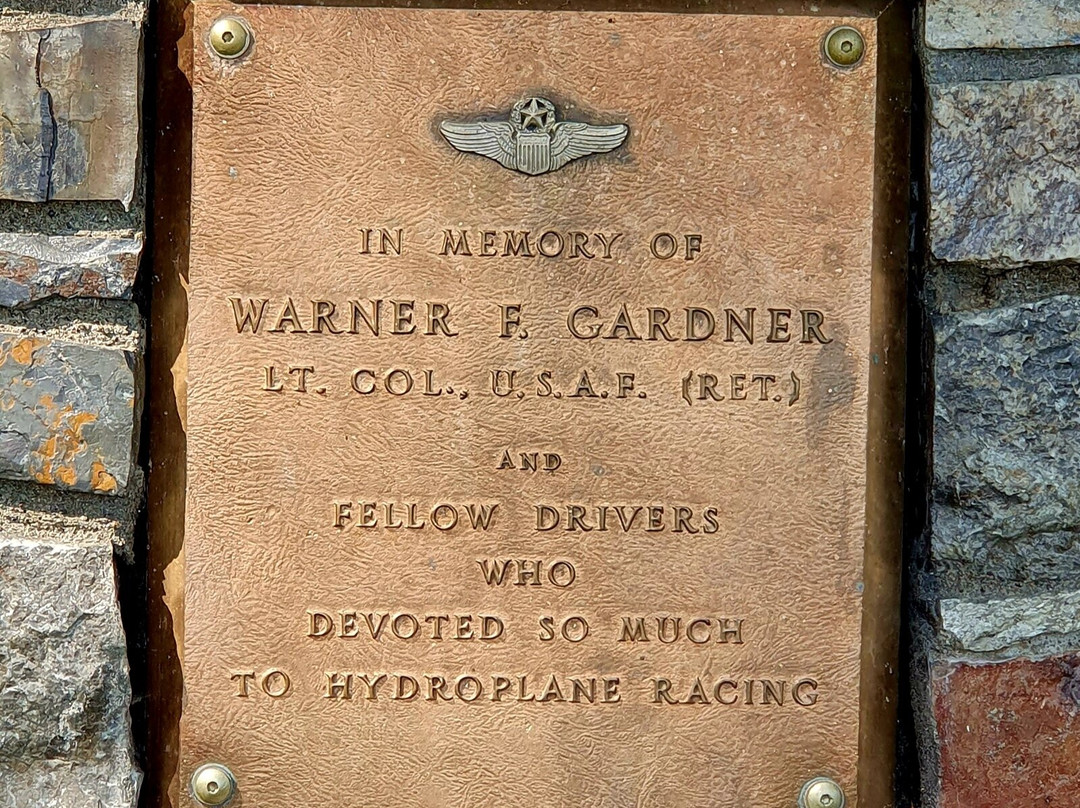 IN MEMORY OF
WARNER F. GARDNER
LT. COL., U.S.A.F. (RET.)
AND
FELLOW DRIVERS
WHO
DEVOTED SO MUCH
TO HYDROPLANE RACING